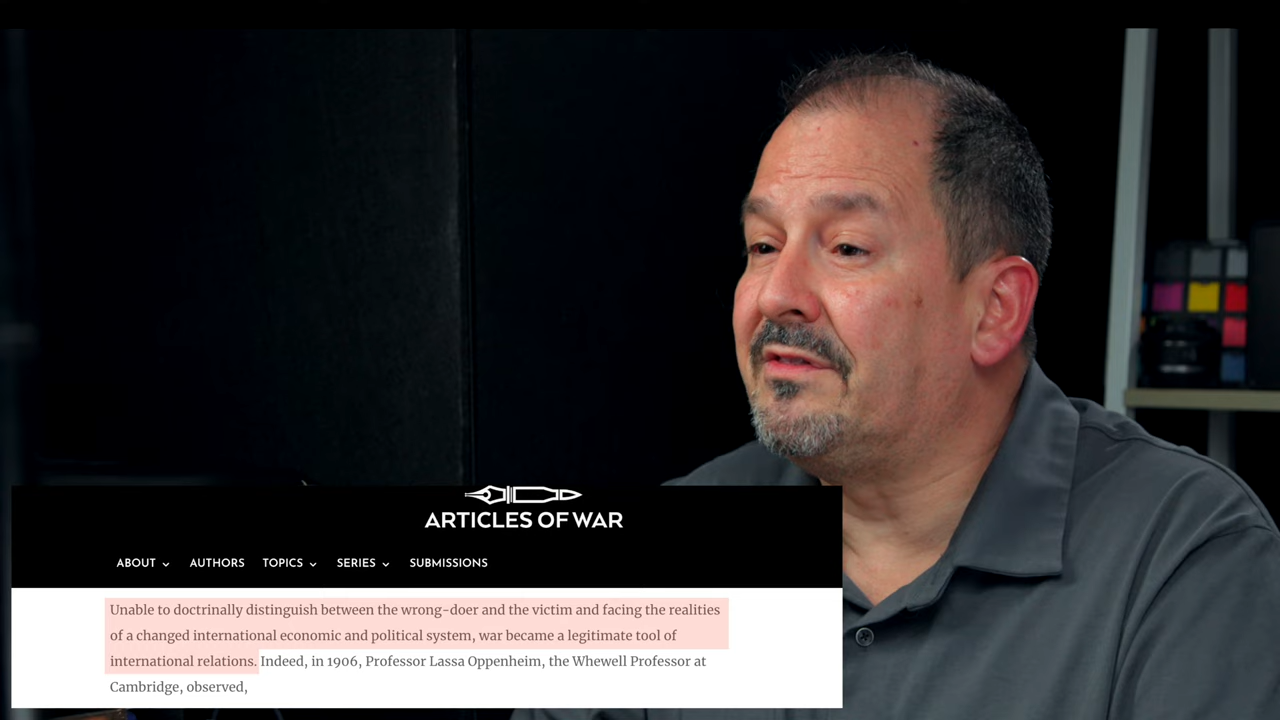 ARTICLES OF WAR
ABOUT AUTHORS TOPICS SERIES SUBMISSIONS
Unable to doctrinally distinguish between the wrong-doer and the victim and facing the realities
of a changed international economic and political system, war became a legitimate tool of
international relations. Indeed, in 1906, Professor Lassa Oppenheim, the Whewell Professor at
Cambridge, observed,